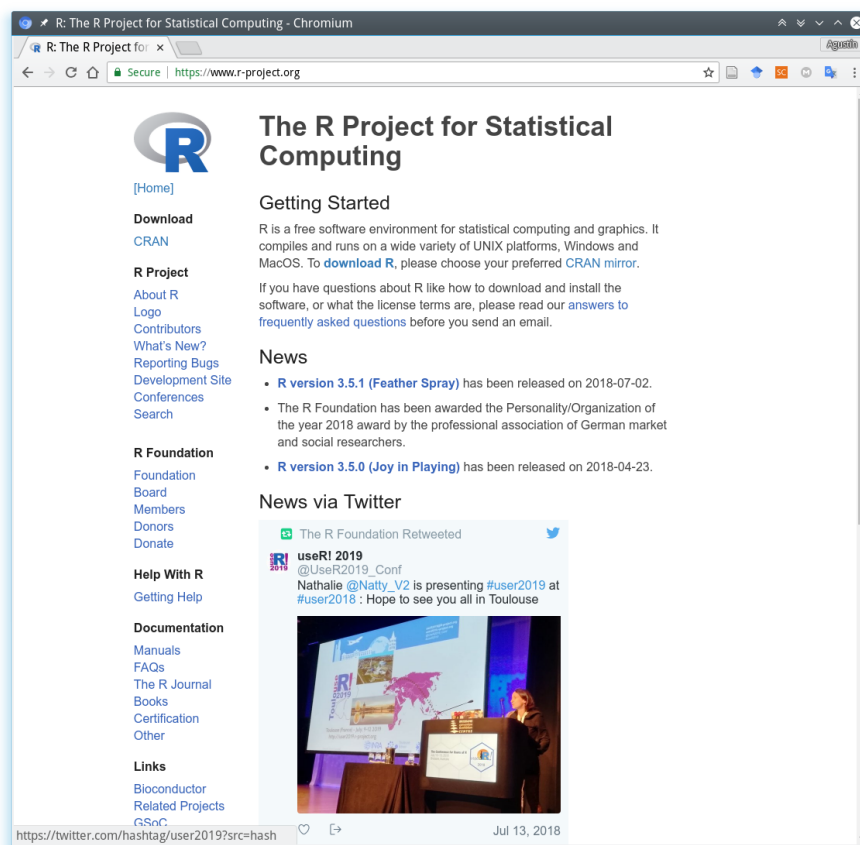 R: The R Project for Statistical Computing - Chromium
R: The R Project for
Agustín
Secure | https://www.r-project.org
R
[Home]
Download
CRAN
R Project
About R
Logo
Contributors
What's New?
Reporting Bugs
Development Site
Conferences
Search
R Foundation
Foundation
Board
Members
Donors
Donate
Help With R
Getting Help
Documentation
Manuals
FAQs
The R Journal
Books
Certification
Other
Links
Bioconductor
Related Projects
GSoC
The R Project for Statistical
Computing
Getting Started
R is a free software environment for statistical computing and graphics. It
compiles and runs on a wide variety of UNIX platforms, Windows and
MacOS. To download R, please choose your preferred CRAN mirror.
If you have questions about R like how to download and install the
software, or what the license terms are, please read our answers to
frequently asked questions before you send an email.
News
• R version 3.5.1 (Feather Spray) has been released on 2018-07-02.
• The R Foundation has been awarded the Personality/Organization of
the year 2018 award by the professional association of German market
and social researchers.
• R version 3.5.0 (Joy in Playing) has been released on 2018-04-23.
News via Twitter
The R Foundation Retweeted
useR! 2019
@UseR2019_Conf
Nathalie @Natty_V2 is presenting #user2019 at
#user2018 : Hope to see you all in Toulouse
Toulouse
R!
2019
Jul 13, 2018
https://twitter.com/hashtag/user2019?src=hash